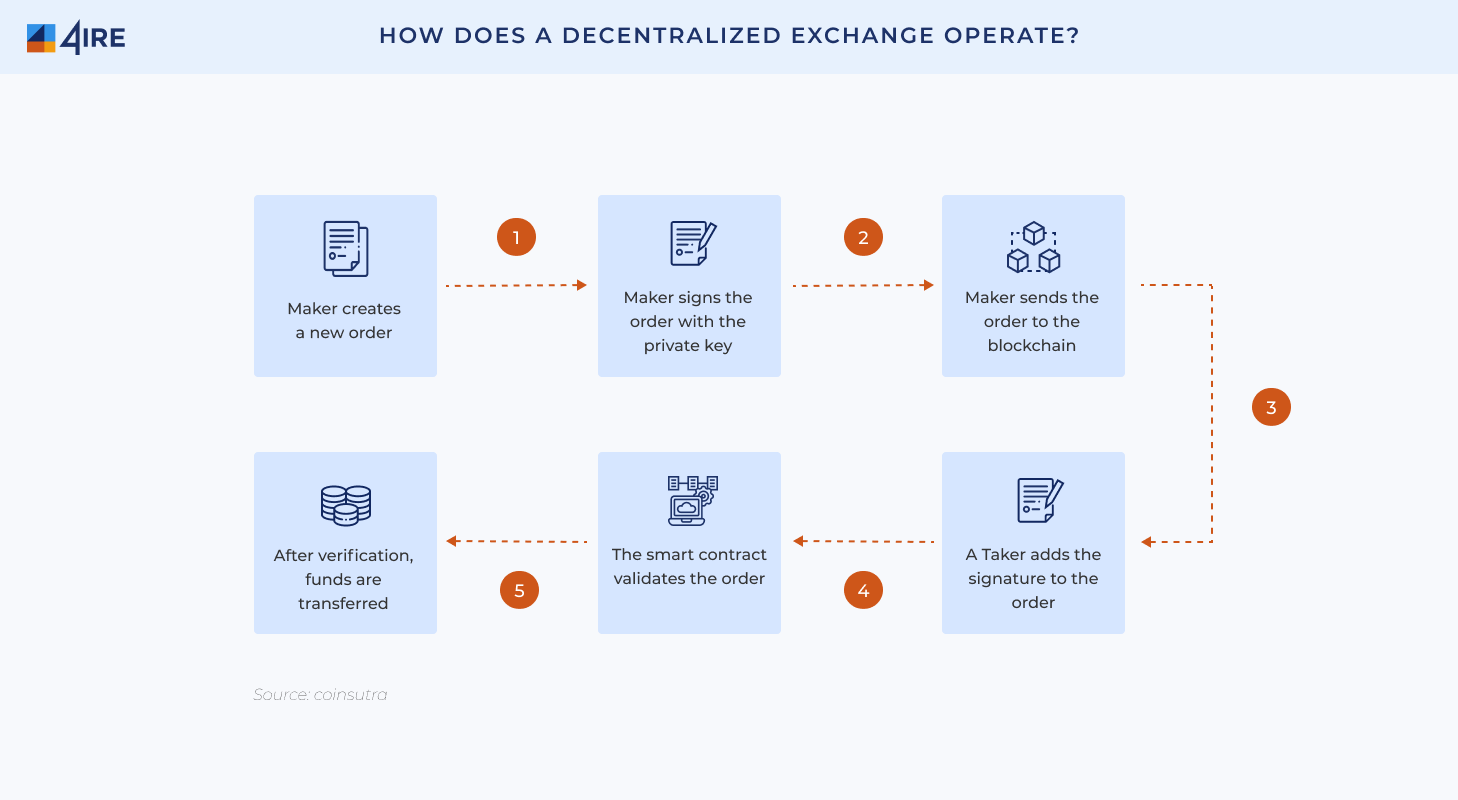 4IRE
HOW DOES A DECENTRALIZED EXCHANGE OPERATE?
Maker creates
a new order
1
Maker signs the
order with the
private key
2
Maker sends the
order to the
blockchain
3
A Taker adds the
signature to the
order
4
The smart contract
validates the order
5
After verification,
funds are
transferred
Source: coinsutra